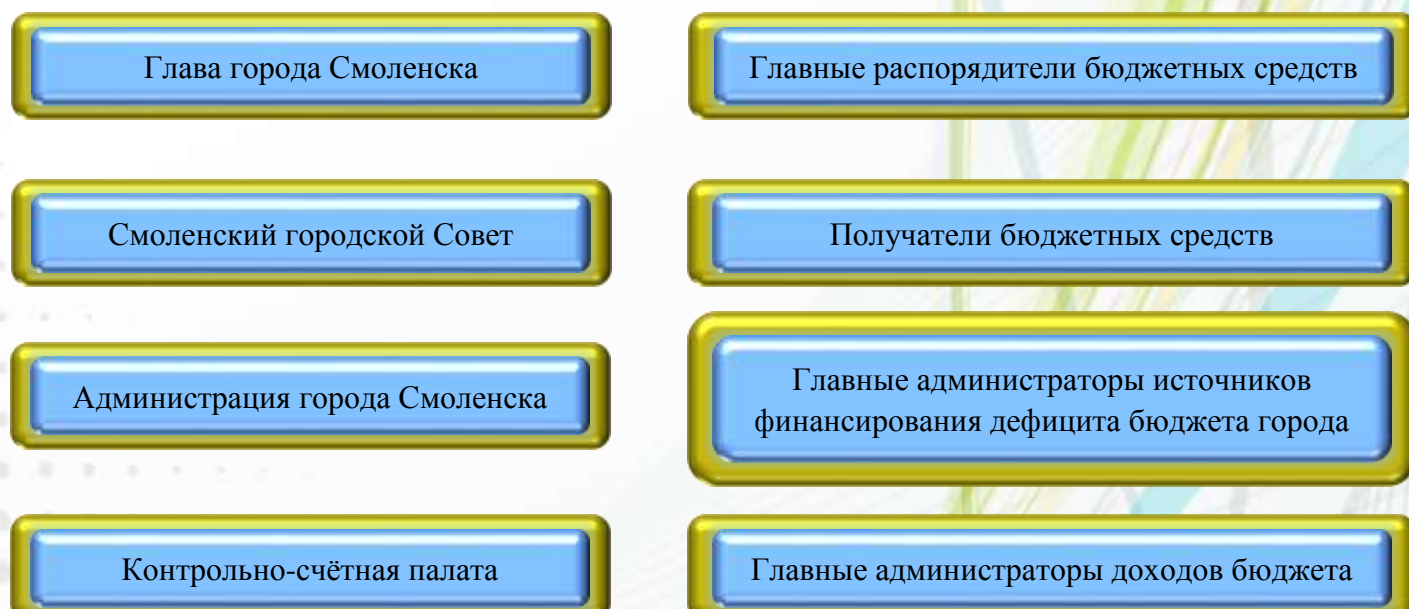 Глава города Смоленска
Главные распорядители бюджетных средств
Смоленский городской Совет
Получатели бюджетных средств
Администрация города Смоленска
Главные администраторы источников
финансирования дефицита бюджета города
Контрольно-счётная палата
Главные администраторы доходов бюджета